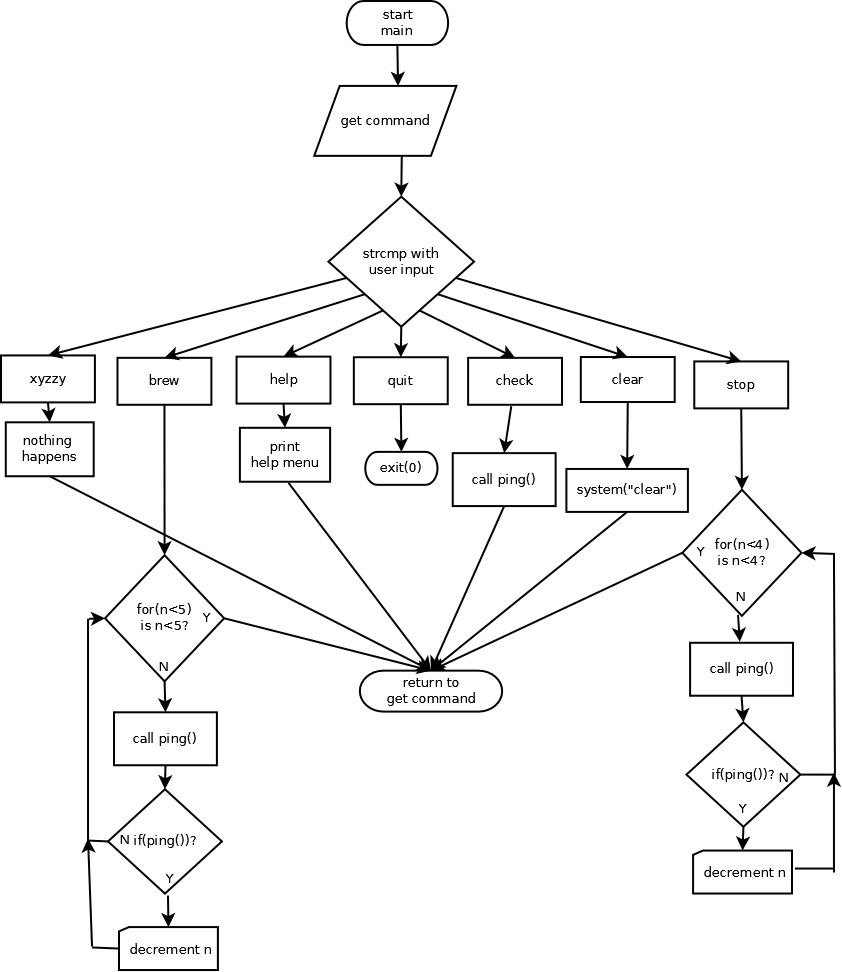 start
main
get command
strcmp with
user input
xyzzy
brew
help
quit
check
clear
stop
nothing
happens
print
help menu
exit(0)
call ping()
system("clear")
for(n<5)
is n<5?
Y
N
call ping()
N if(ping())?
Y
decrement n
return to
get command
Y
for(n<4)
is n<4?
N
call ping()
if(ping())? N
Y
decrement n